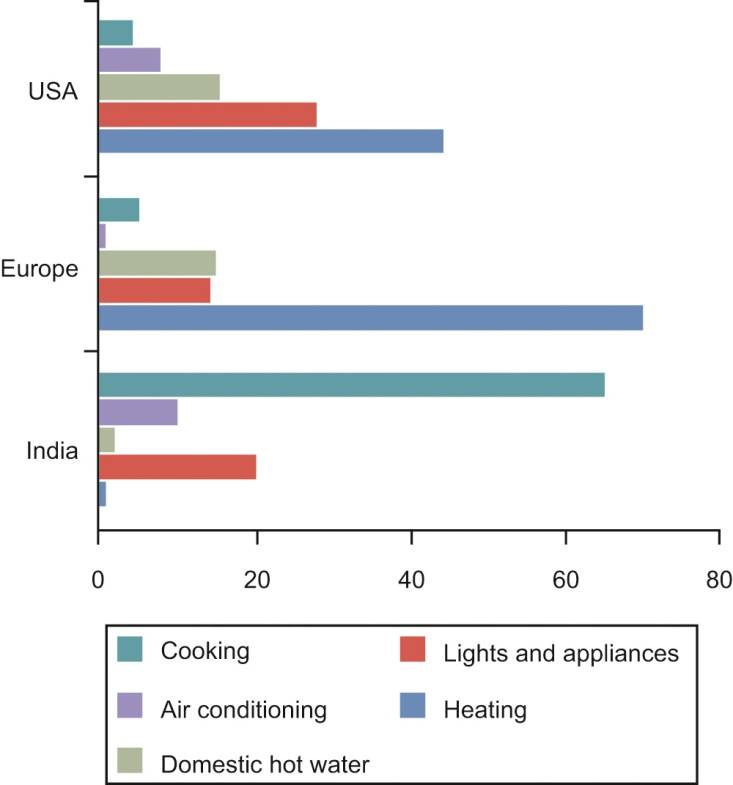 USA
Europe
India
0 20 40 60 80
Cooking
Lights and appliances
Air conditioning
Heating
Domestic hot water